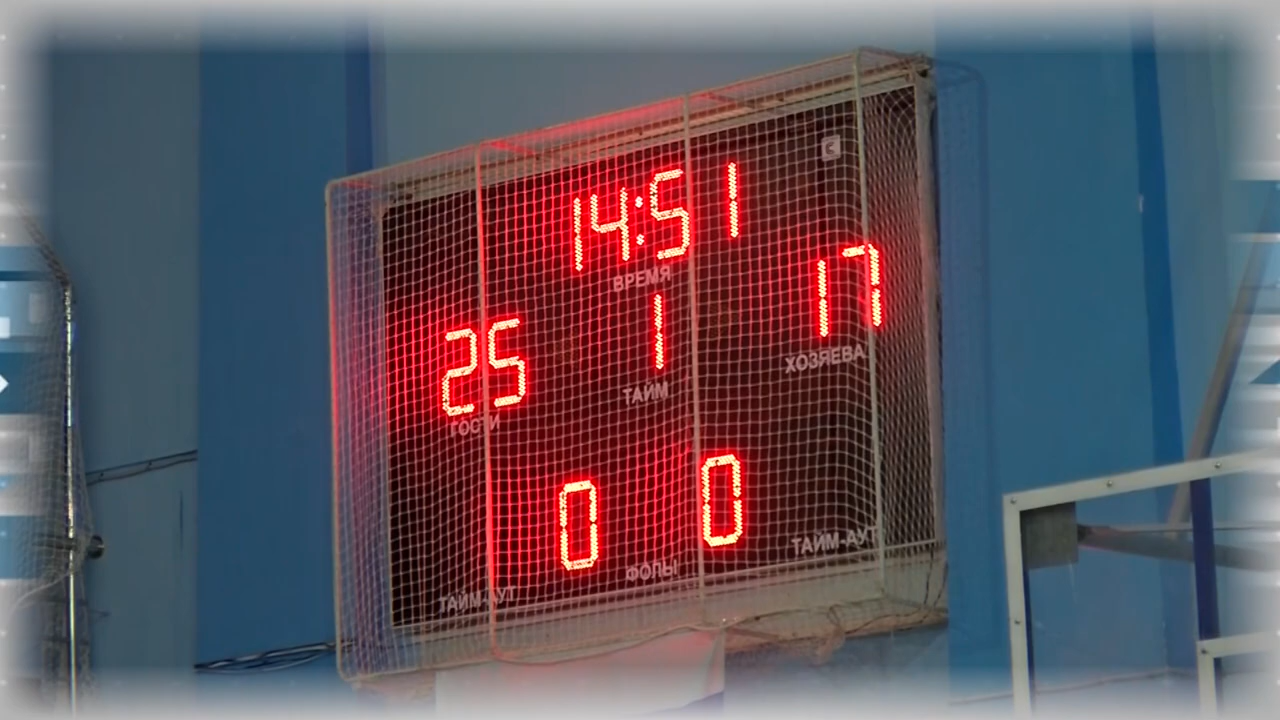 14:51 1
ВРЕМЯ
25 1 17
ГОСТИ ТАЙМ ХОЗЯЕВА
0 0
ТАЙМ-АУТ ФОЛЫ ТАЙМ-АУТ